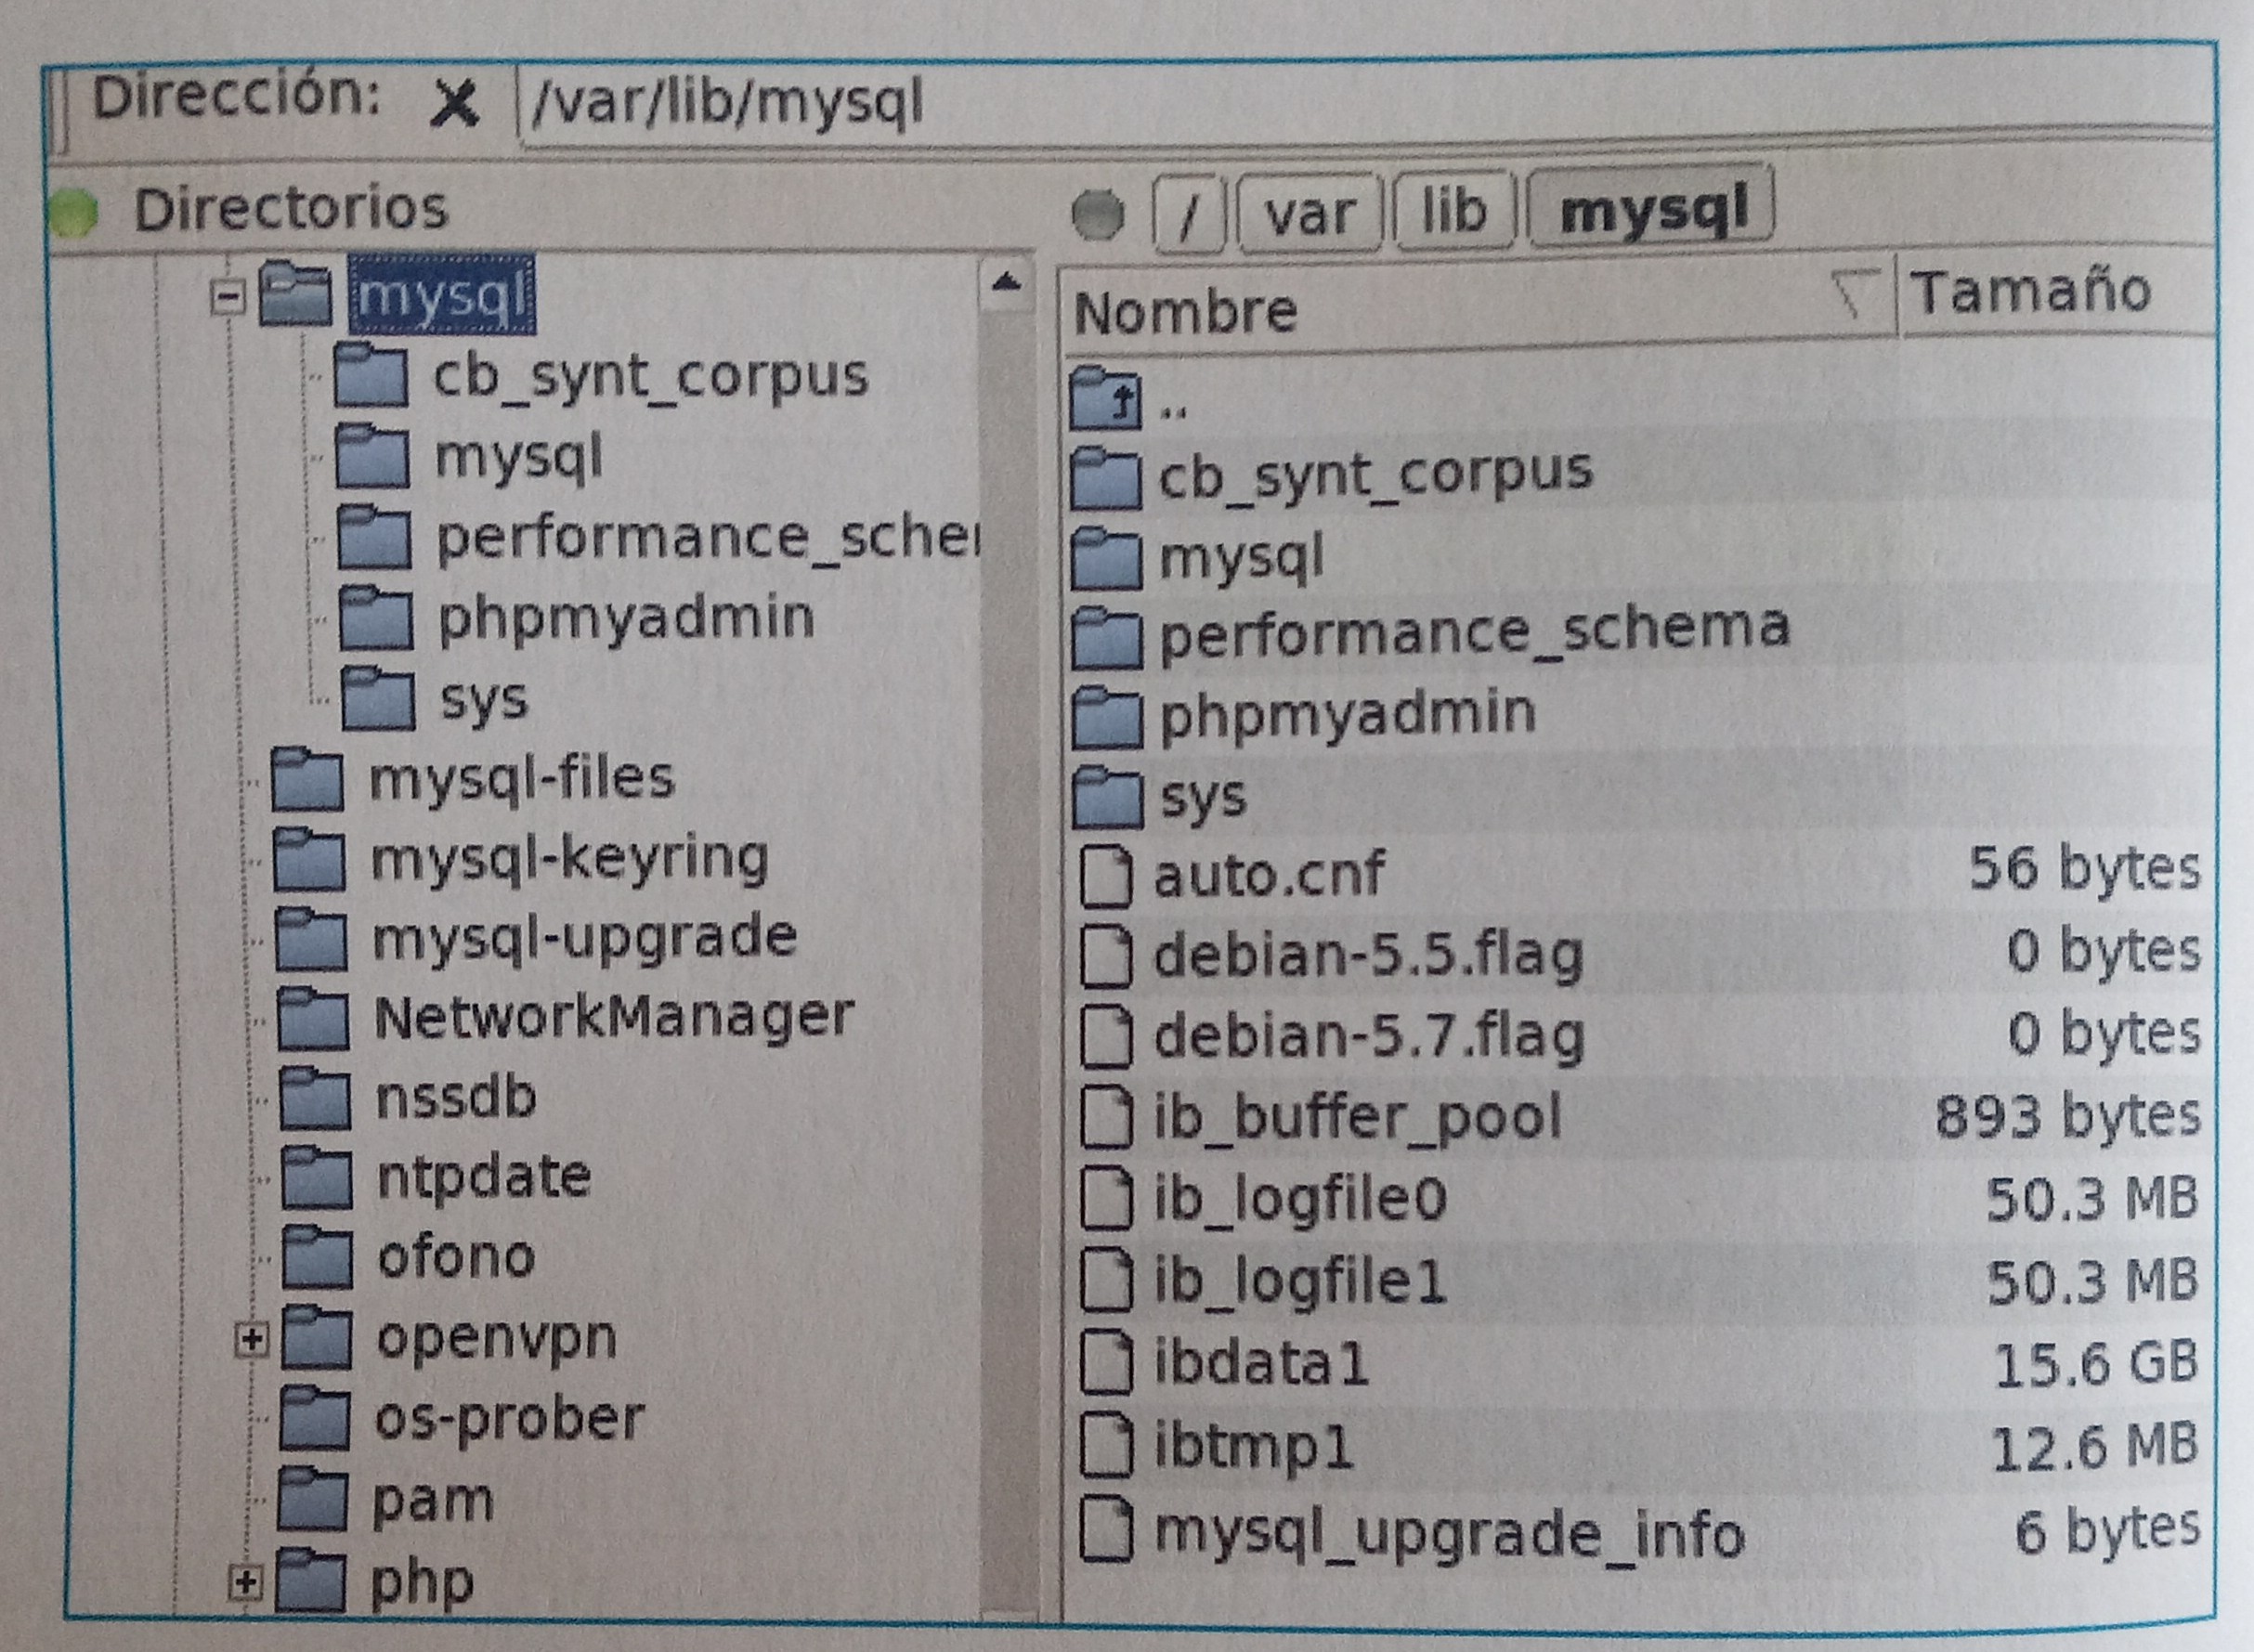 Dirección: /var/lib/mysql
Directorios
mysql
cb_synt_corpus
mysql
performance_sche
phpmyadmin
sys
mysql-files
mysql-keyring
mysql-upgrade
NetworkManager
nssdb
ntpdate
ofono
openvpn
os-prober
pam
php
/ var lib mysql
Nombre Tamaño
..
cb_synt_corpus
mysql
performance_schema
phpmyadmin
sys
auto.cnf 56 bytes
debian-5.5.flag 0 bytes
debian-5.7.flag 0 bytes
ib_buffer_pool 893 bytes
ib_logfile0 50.3 MB
ib_logfile1 50.3 MB
ibdata1 15.6 GB
ibtmp1 12.6 MB
mysql_upgrade_info 6 bytes